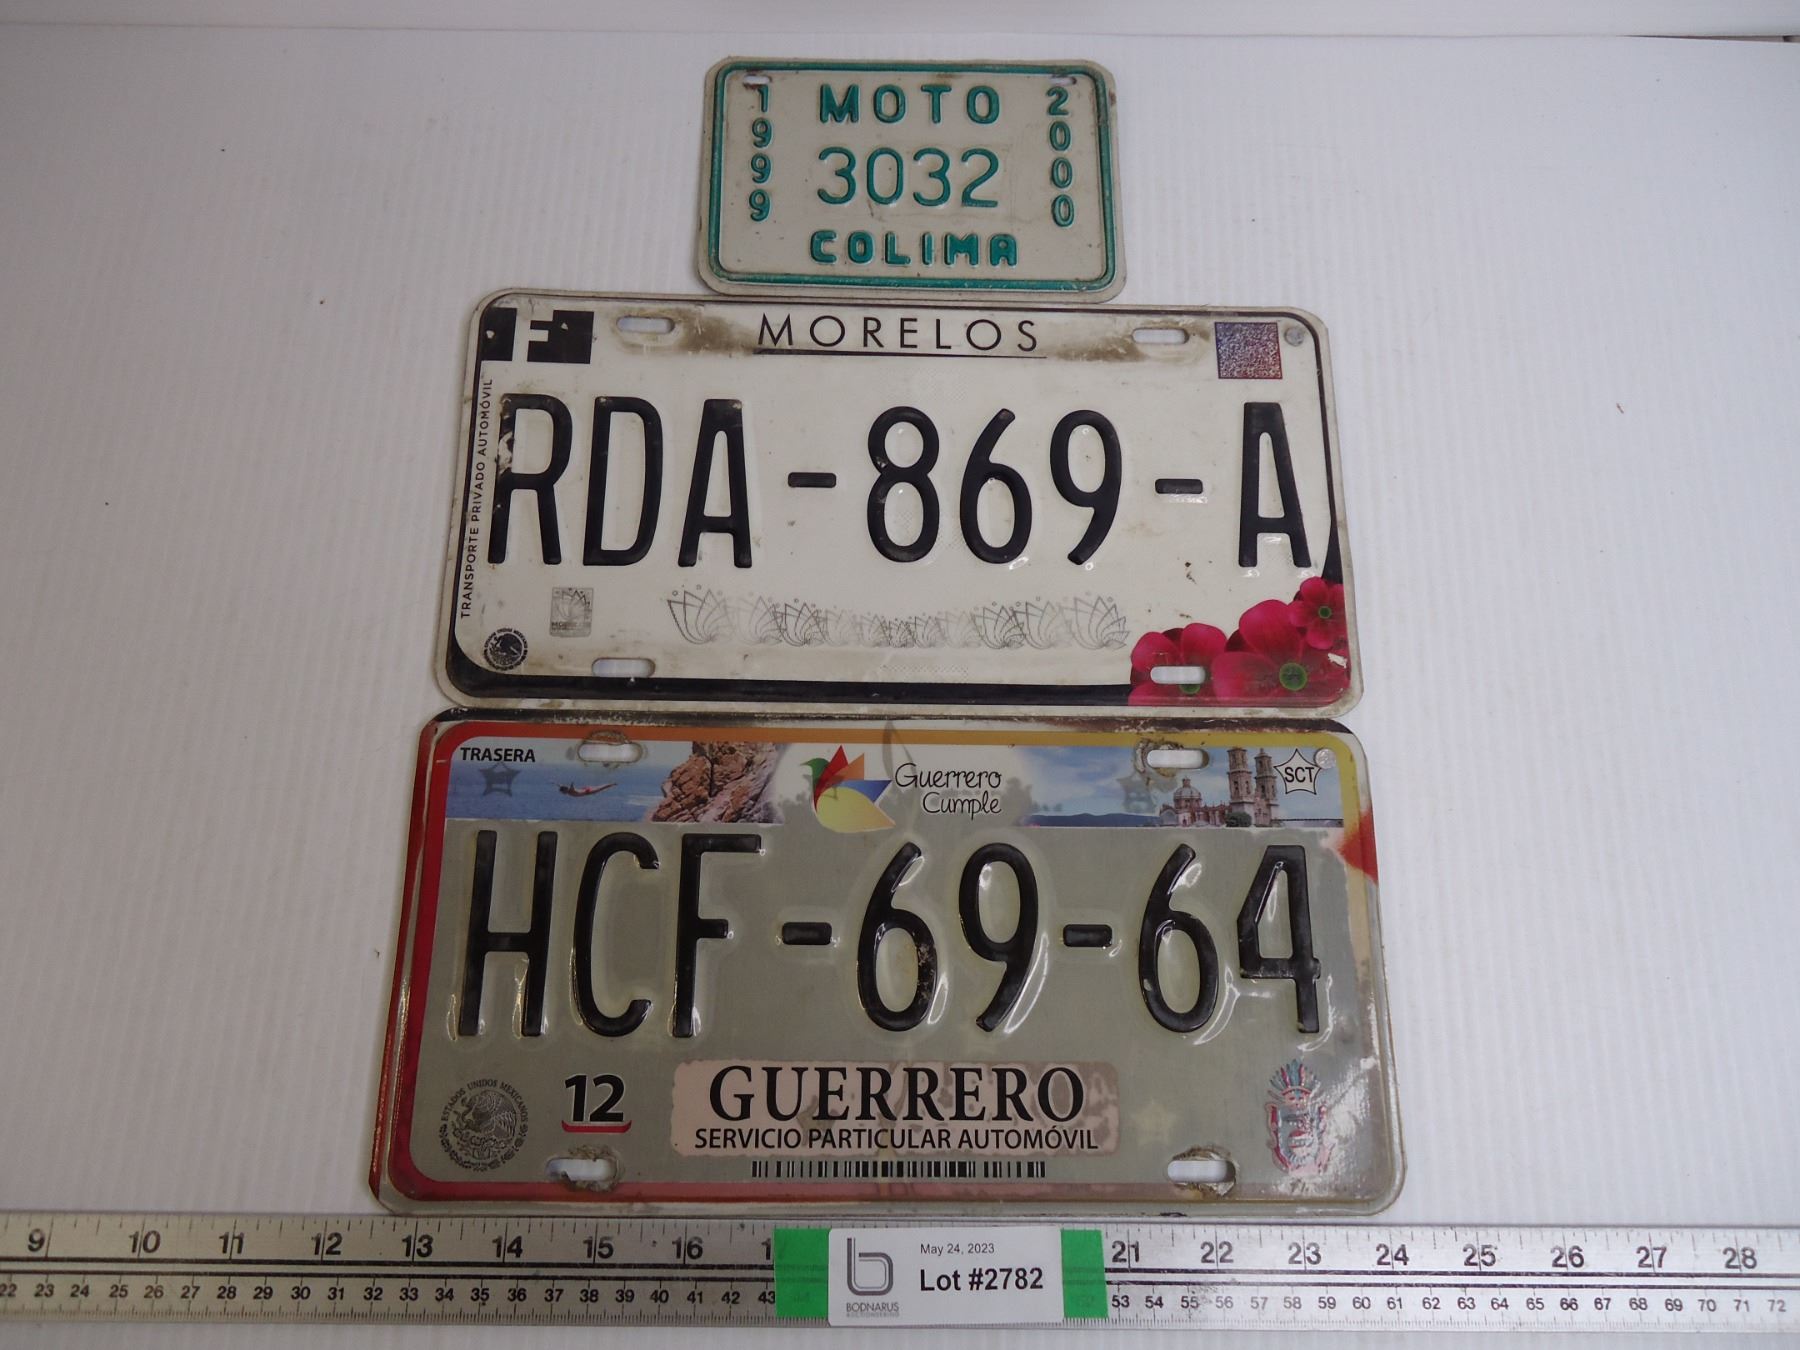 MOTO
1999
2000
3032
COLIMA
F
MORELOS
TRANSPORTE PRIVADO AUTOMÓVIL
RDA-869-A
TRASERA
Guerrero
Cumple
SCT
HCF-69-64
ESTADOS UNIDOS MEXICANOS
12
GUERRERO
SERVICIO PARTICULAR AUTOMÓVIL
9 10 11 12 13 14 15 16 21 22 23 24 25 26 27 28
May 24, 2023
Lot #2782
b
BODNARUS
AUCTIONEERING
22 23 24 25 26 27 28 29 30 31 32 33 34 35 36 37 38 39 40 41 42 43 53 54 55 56 57 58 59 60 61 62 63 64 65 66 67 68 69 70 71 72